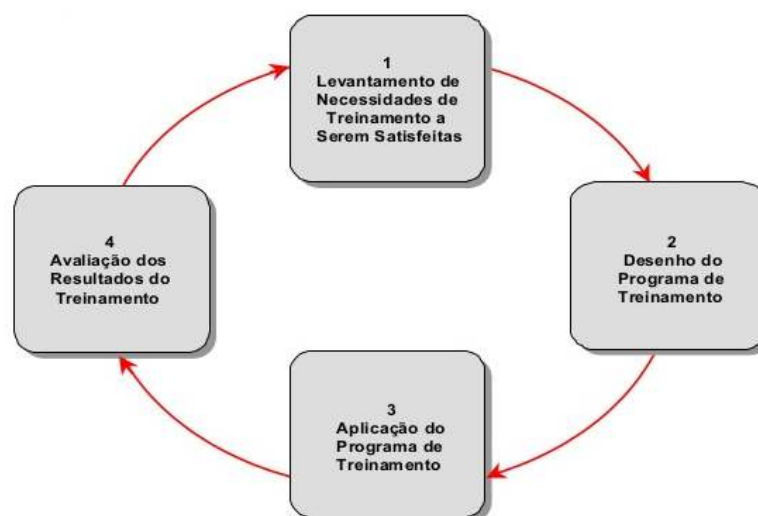 1
Levantamento de
Necessidades de
Treinamento a
Serem Satisfeitas
2
Desenho do
Programa de
Treinamento
3
Aplicação do
Programa de
Treinamento
4
Avaliação dos
Resultados do
Treinamento